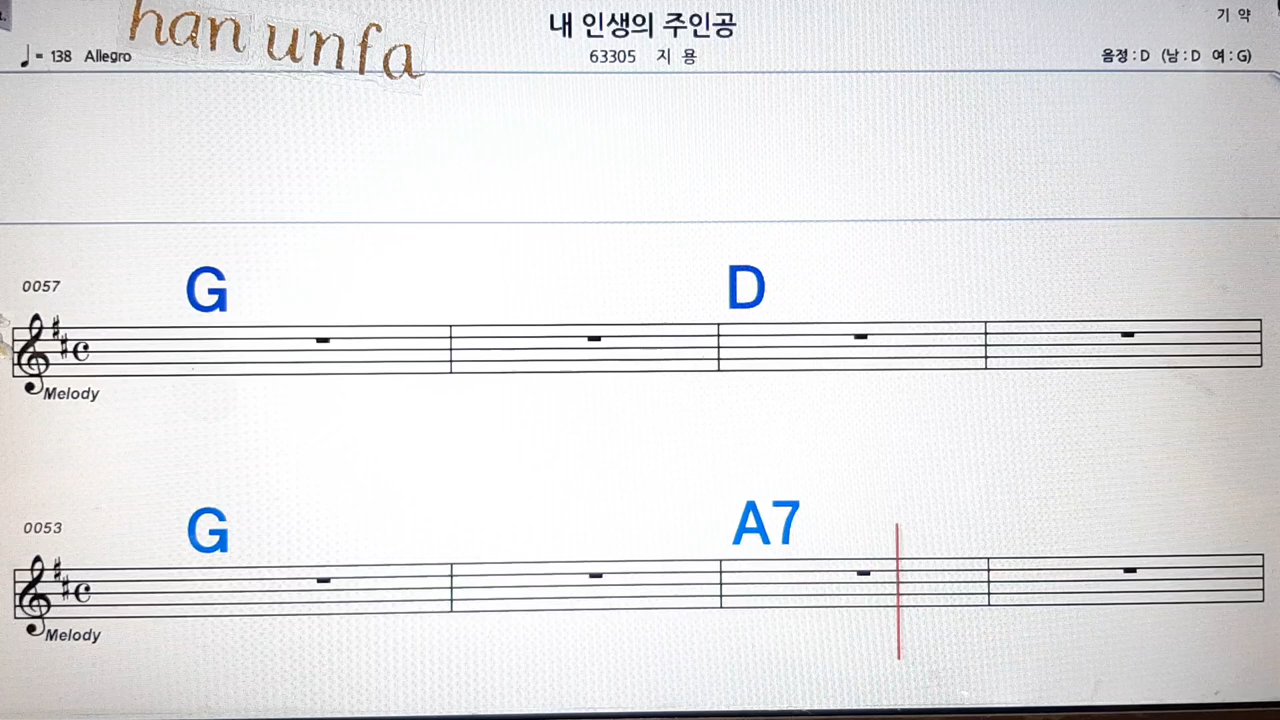 han unfa
내 인생의 주인공
기 약
♩= 138 Allegro
63305 지 용
음정 : D (남 : D 여 : G)
0057
G D
Melody
0053
G A7
Melody